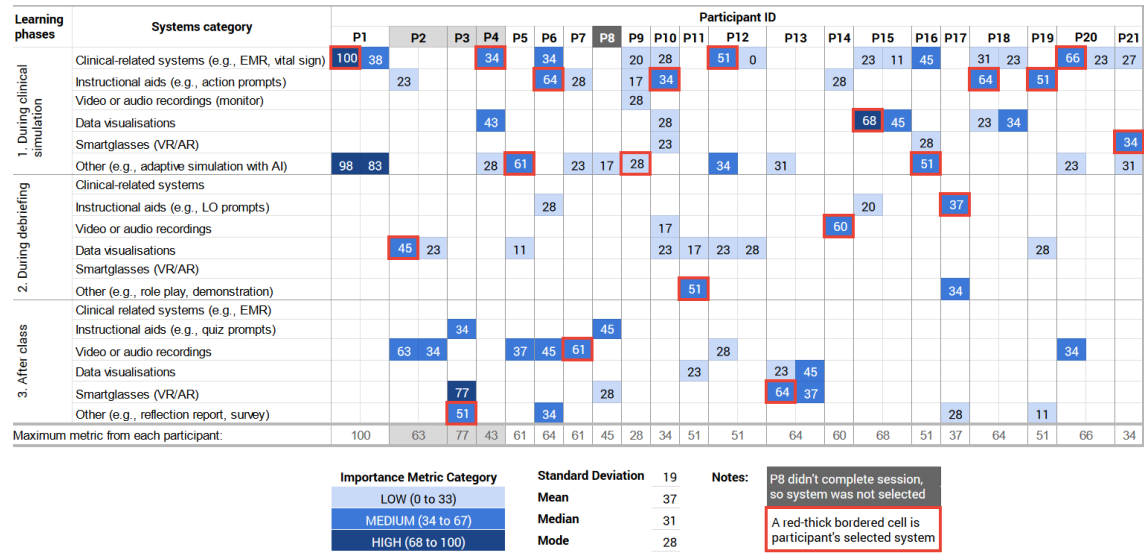 Learning phases Systems category Participant ID
P1 P2 P3 P4 P5 P6 P7 P8 P9 P10 P11 P12 P13 P14 P15 P16 P17 P18 P19 P20 P21
1. During clinical simulation
Clinical-related systems (e.g., EMR, vital sign) 100 38 34 34 20 28 51 0 23 11 45 31 23 66 23 27
Instructional aids (e.g., action prompts) 23 64 28 17 34 28 64 51
Video or audio recordings (monitor) 28
Data visualisations 43 28 68 45 23 34
Smartglasses (VR/AR) 23 28 34
Other (e.g., adaptive simulation with AI) 98 83 28 61 23 17 28 34 31 51 23 31
2. During debriefing
Clinical-related systems
Instructional aids (e.g., LO prompts) 28 20 37
Video or audio recordings 17 60
Data visualisations 45 23 11 23 17 23 28 28
Smartglasses (VR/AR)
Other (e.g., role play, demonstration) 51 34
3. After class
Clinical related systems (e.g., EMR)
Instructional aids (e.g., quiz prompts) 34 45
Video or audio recordings 63 34 37 45 61 28 34
Data visualisations 23 23 45
Smartglasses (VR/AR) 77 28 64 37
Other (e.g., reflection report, survey) 51 34 28 11
Maximum metric from each participant: 100 63 77 43 61 64 61 45 28 34 51 51 64 60 68 51 37 64 51 66 34
Importance Metric Category
LOW (0 to 33)
MEDIUM (34 to 67)
HIGH (68 to 100)
Standard Deviation 19
Mean 37
Median 31
Mode 28
Notes:
P8 didn't complete session,
so system was not selected
A red-thick bordered cell is
participant's selected system